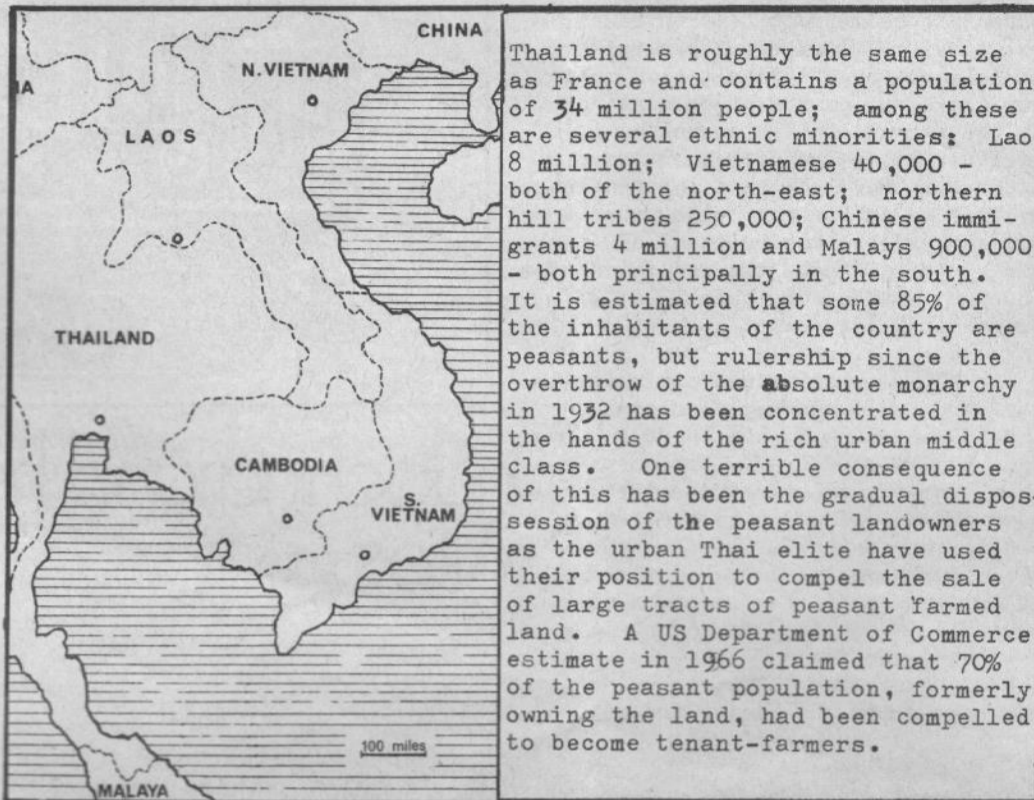 CHINA
N. VIETNAM
IA
LAOS
THAILAND
CAMBODIA
S.
VIETNAM
100 miles
MALAYA
Thailand is roughly the same size
as France and contains a population
of 34 million people; among these
are several ethnic minorities: Lao
8 million; Vietnamese 40,000 -
both of the north-east; northern
hill tribes 250,000; Chinese immi-
grants 4 million and Malays 900,000
- both principally in the south.
It is estimated that some 85% of
the inhabitants of the country are
peasants, but rulership since the
overthrow of the absolute monarchy
in 1932 has been concentrated in
the hands of the rich urban middle
class. One terrible consequence
of this has been the gradual dispos
session of the peasant landowners
as the urban Thai elite have used
their position to compel the sale
of large tracts of peasant farmed
land. A US Department of Commerce
estimate in 1966 claimed that 70%
of the peasant population, formerly
owning the land, had been compelled
to become tenant-farmers.